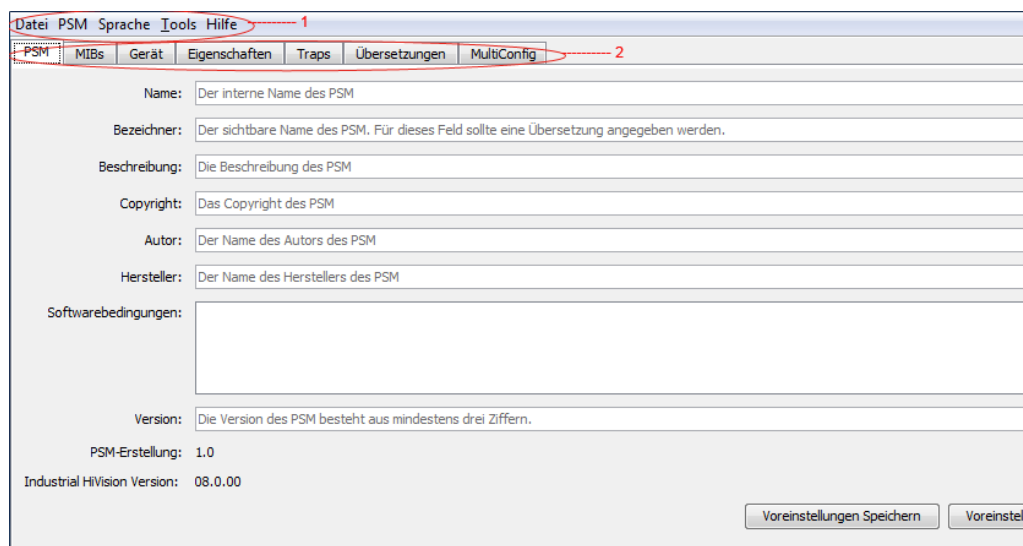 Datei PSM Sprache Tools Hilfe 1
PSM MIBs Gerät Eigenschaften Traps Übersetzungen MultiConfig 2
Name: Der interne Name des PSM
Bezeichner: Der sichtbare Name des PSM. Für dieses Feld sollte eine Übersetzung angegeben werden.
Beschreibung: Die Beschreibung des PSM
Copyright: Das Copyright des PSM
Autor: Der Name des Autors des PSM
Hersteller: Der Name des Herstellers des PSM
Softwarebedingungen:
Version: Die Version des PSM besteht aus mindestens drei Ziffern.
PSM-Erstellung: 1.0
Industrial HiVision Version: 08.0.00
Voreinstellungen Speichern Voreinstel